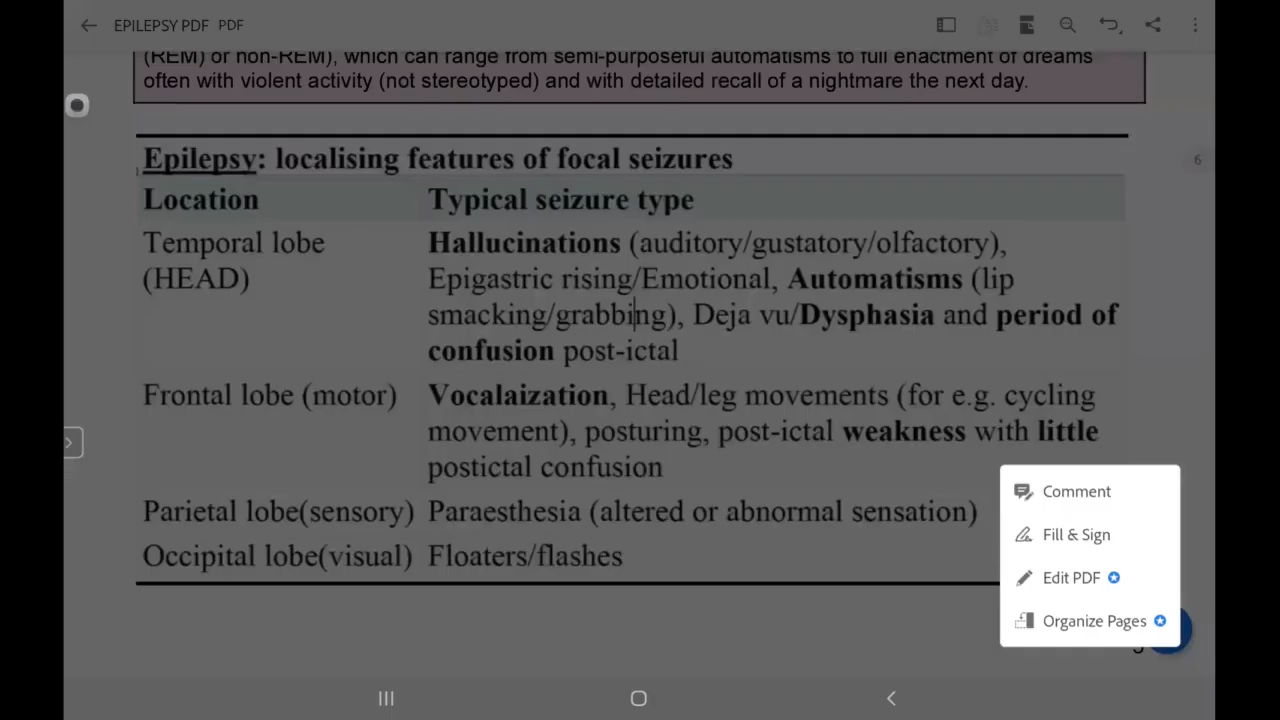 EPILEPSY PDF PDF
(REM) or non-REM), which can range from semi-purposeful automatisms to full enactment of dreams
often with violent activity (not stereotyped) and with detailed recall of a nightmare the next day.
6
Epilepsy: localising features of focal seizures
Location Typical seizure type
Temporal lobe Hallucinations (auditory/gustatory/olfactory),
(HEAD) Epigastric rising/Emotional, Automatisms (lip
smacking/grabbing), Deja vu/Dysphasia and period of
confusion post-ictal
Frontal lobe (motor) Vocalaization, Head/leg movements (for e.g. cycling
movement), posturing, post-ictal weakness with little
postictal confusion
Parietal lobe(sensory) Paraesthesia (altered or abnormal sensation)
Occipital lobe(visual) Floaters/flashes
Comment
Fill & Sign
Edit PDF
Organize Pages